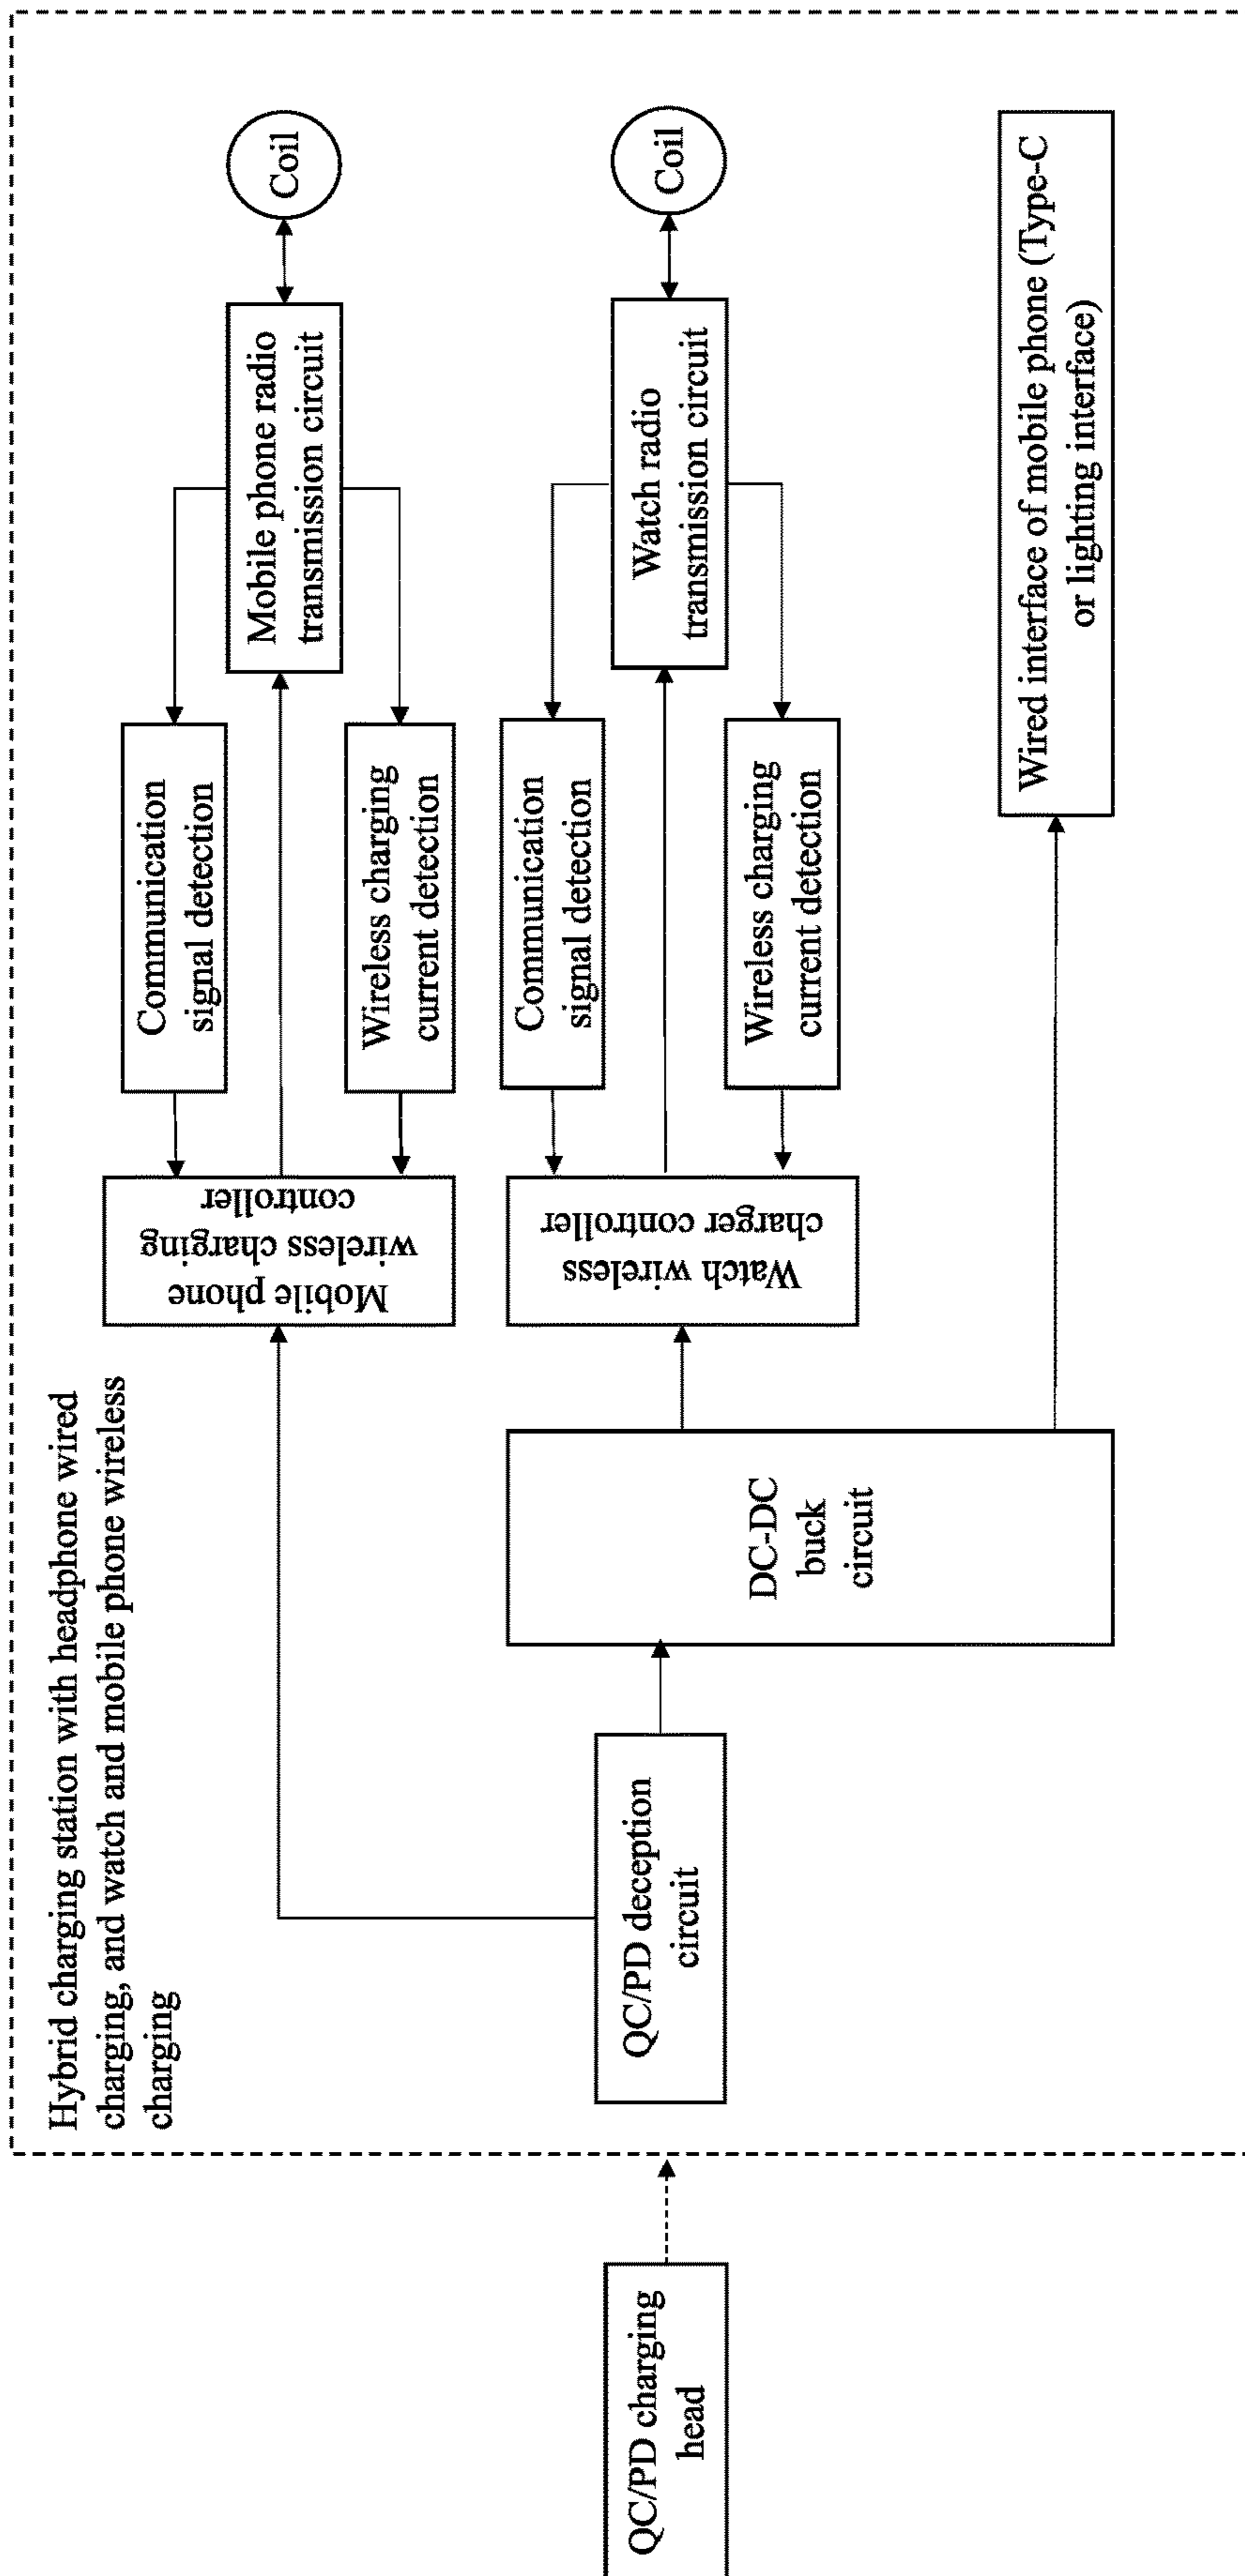 Hybrid charging station with headphone wired
charging, and watch and mobile phone wireless
charging
QC/PD charging
head
QC/PD deception
circuit
DC-DC
buck
circuit
Mobile phone
wireless charging
controller
Communication
signal detection
Wireless charging
current detection
Mobile phone radio
transmission circuit
Coil
Watch wireless
charger controller
Communication
signal detection
Wireless charging
current detection
Watch radio
transmission circuit
Coil
Wired interface of mobile phone (Type-C
or lighting interface)